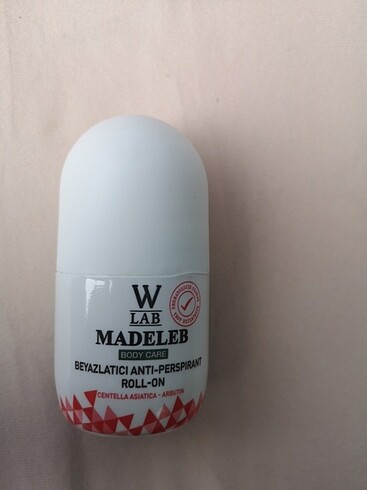 W
LAB
MADELEB
BODY CARE
BEYAZLATICI ANTI-PERSPIRANT
ROLL-ON
CENTELLA ASIATICA - ARBUTIN